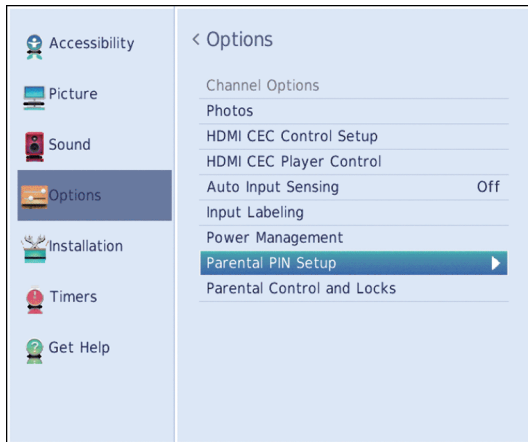 Accessibility
Picture
Sound
Options
Installation
Timers
Get Help
< Options
Channel Options
Photos
HDMI CEC Control Setup
HDMI CEC Player Control
Auto Input Sensing Off
Input Labeling
Power Management
Parental PIN Setup
Parental Control and Locks